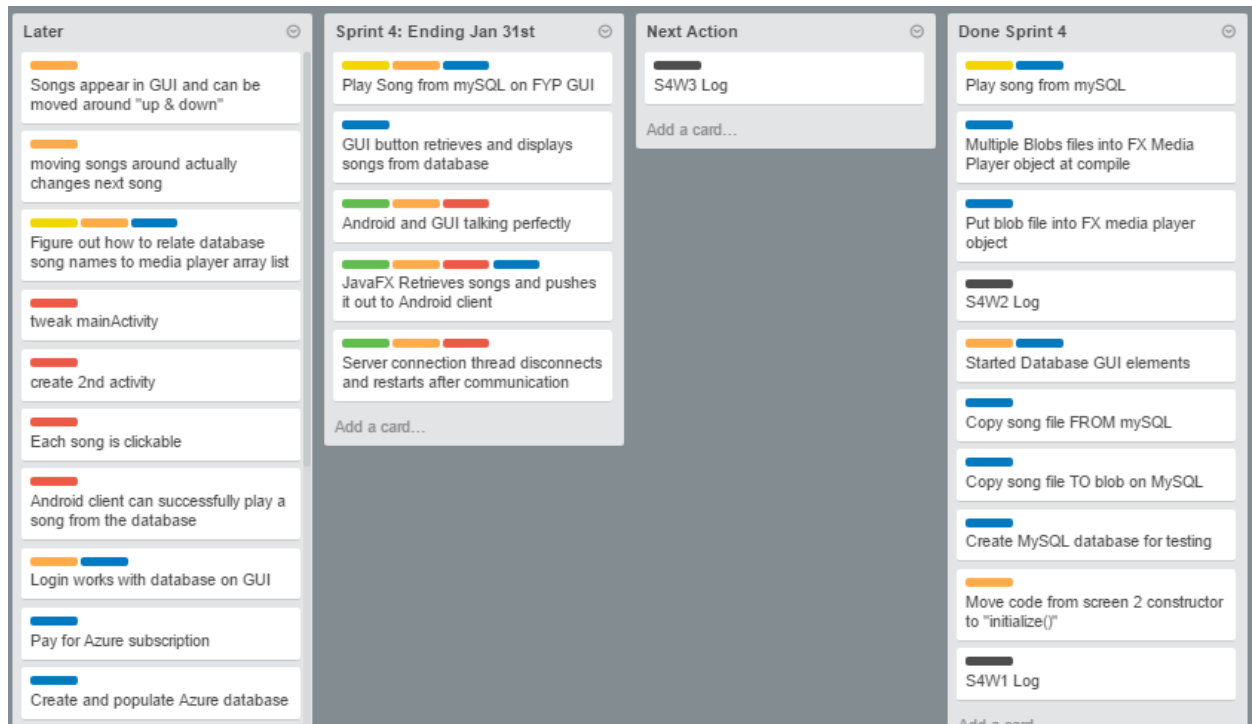 Later
Songs appear in GUI and can be
moved around "up & down"
moving songs around actually
changes next song
Figure out how to relate database
song names to media player array list
tweak mainActivity
create 2nd activity
Each song is clickable
Android client can successfully play a
song from the database
Login works with database on GUI
Pay for Azure subscription
Create and populate Azure database
Sprint 4: Ending Jan 31st
Play Song from mySQL on FYP GUI
GUI button retrieves and displays
songs from database
Android and GUI talking perfectly
JavaFX Retrieves songs and pushes
it out to Android client
Server connection thread disconnects
and restarts after communication
Add a card...
Next Action
S4W3 Log
Add a card...
Done Sprint 4
Play song from mySQL
Multiple Blobs files into FX Media
Player object at compile
Put blob file into FX media player
object
S4W2 Log
Started Database GUI elements
Copy song file FROM mySQL
Copy song file TO blob on MySQL
Create MySQL database for testing
Move code from screen 2 constructor
to "initialize()"
S4W1 Log
Add a card...